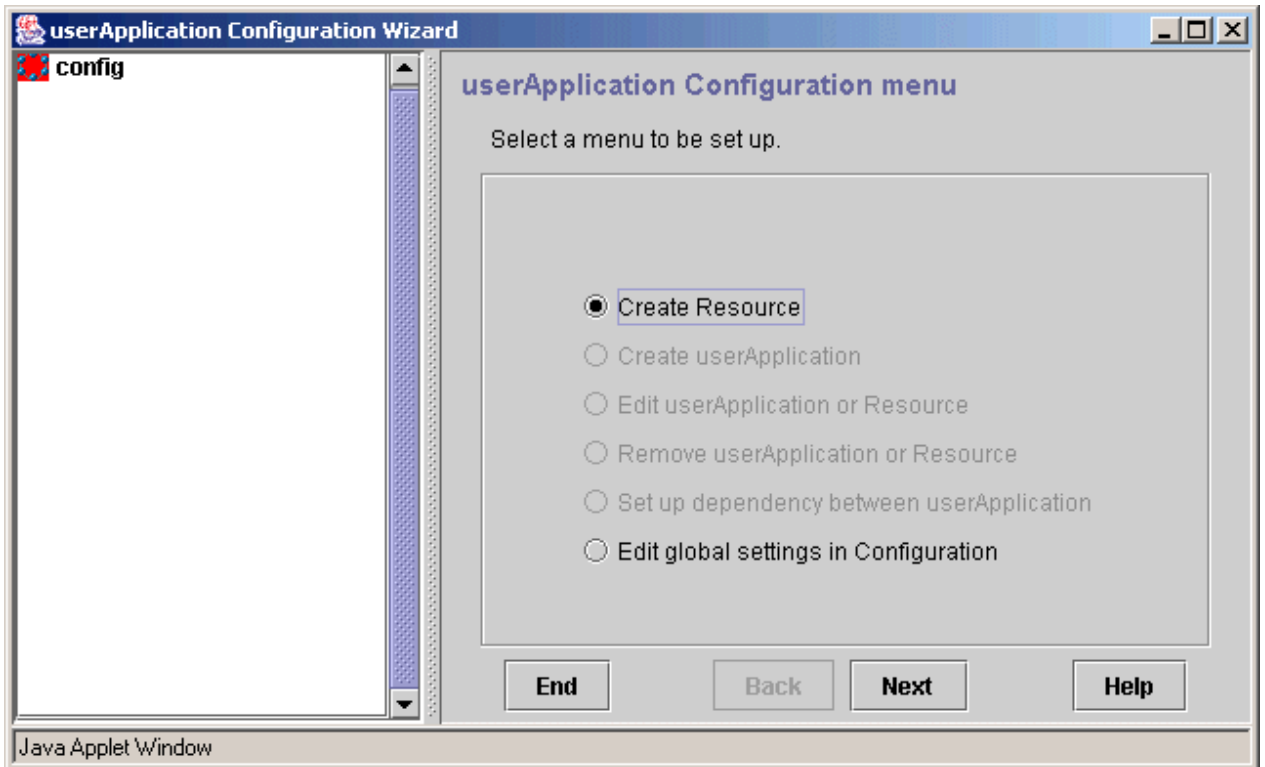 userApplication Configuration Wizard
config
userApplication Configuration menu
Select a menu to be set up.
Create Resource
Create userApplication
Edit userApplication or Resource
Remove userApplication or Resource
Set up dependency between userApplication
Edit global settings in Configuration
End Back Next Help
Java Applet Window